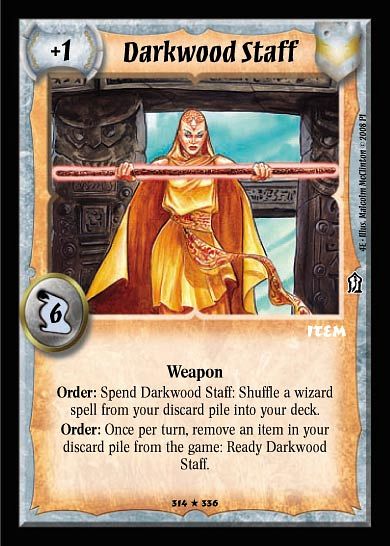 +1
Darkwood Staff
4E • Illus. Malcolm McClinton © 2008 PI
6
ITEM
Weapon
Order: Spend Darkwood Staff: Shuffle a wizard
spell from your discard pile into your deck.
Order: Once per turn, remove an item in your
discard pile from the game: Ready Darkwood
Staff.
314 ★ 336